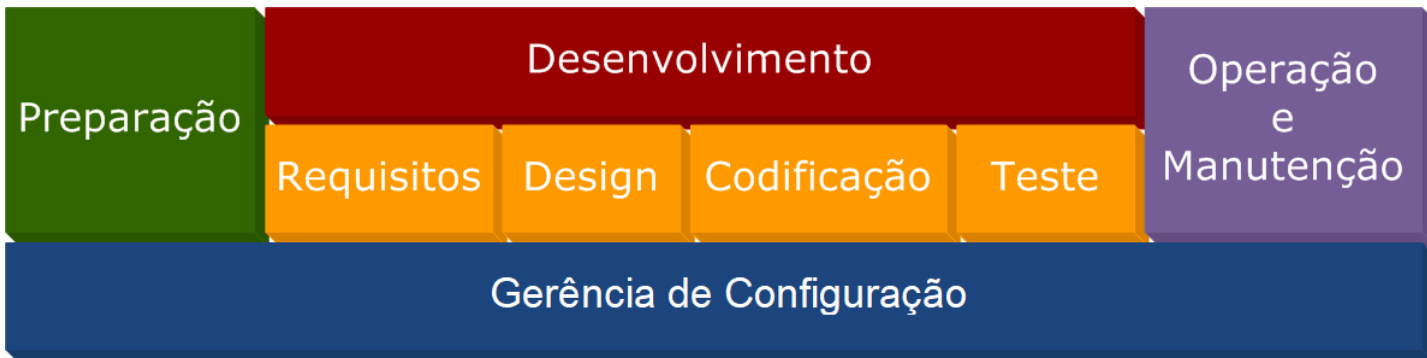 Preparação
Desenvolvimento
Requisitos
Design
Codificação
Teste
Operação
e
Manutenção
Gerência de Configuração